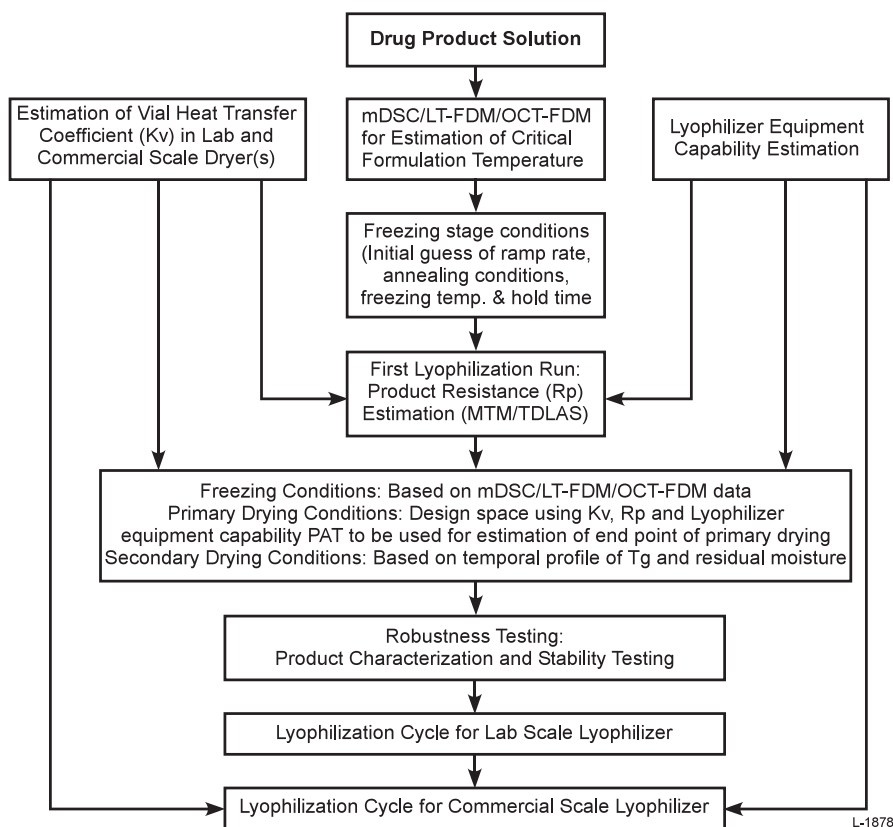 Drug Product Solution
Estimation of Vial Heat Transfer
Coefficient (Kv) in Lab and
Commercial Scale Dryer(s)
mDSC/LT-FDM/OCT-FDM
for Estimation of Critical
Formulation Temperature
Lyophilizer Equipment
Capability Estimation
Freezing stage conditions
(Initial guess of ramp rate,
annealing conditions,
freezing temp. & hold time
First Lyophilization Run:
Product Resistance (Rp)
Estimation (MTM/TDLAS)
Freezing Conditions: Based on mDSC/LT-FDM/OCT-FDM data
Primary Drying Conditions: Design space using Kv, Rp and Lyophilizer
equipment capability PAT to be used for estimation of end point of primary drying
Secondary Drying Conditions: Based on temporal profile of Tg and residual moisture
Robustness Testing:
Product Characterization and Stability Testing
Lyophilization Cycle for Lab Scale Lyophilizer
Lyophilization Cycle for Commercial Scale Lyophilizer
L-1878